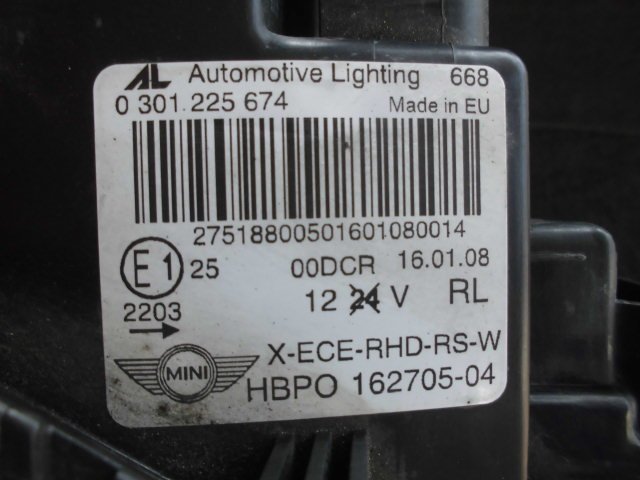 AL Automotive Lighting 668
0 301 225 674 Made in EU
27518800501601080014
E1 25 00DCR 16.01.08
2203 12 24 V RL
X-ECE-RHD-RS-W
MINI HBPO 162705-04